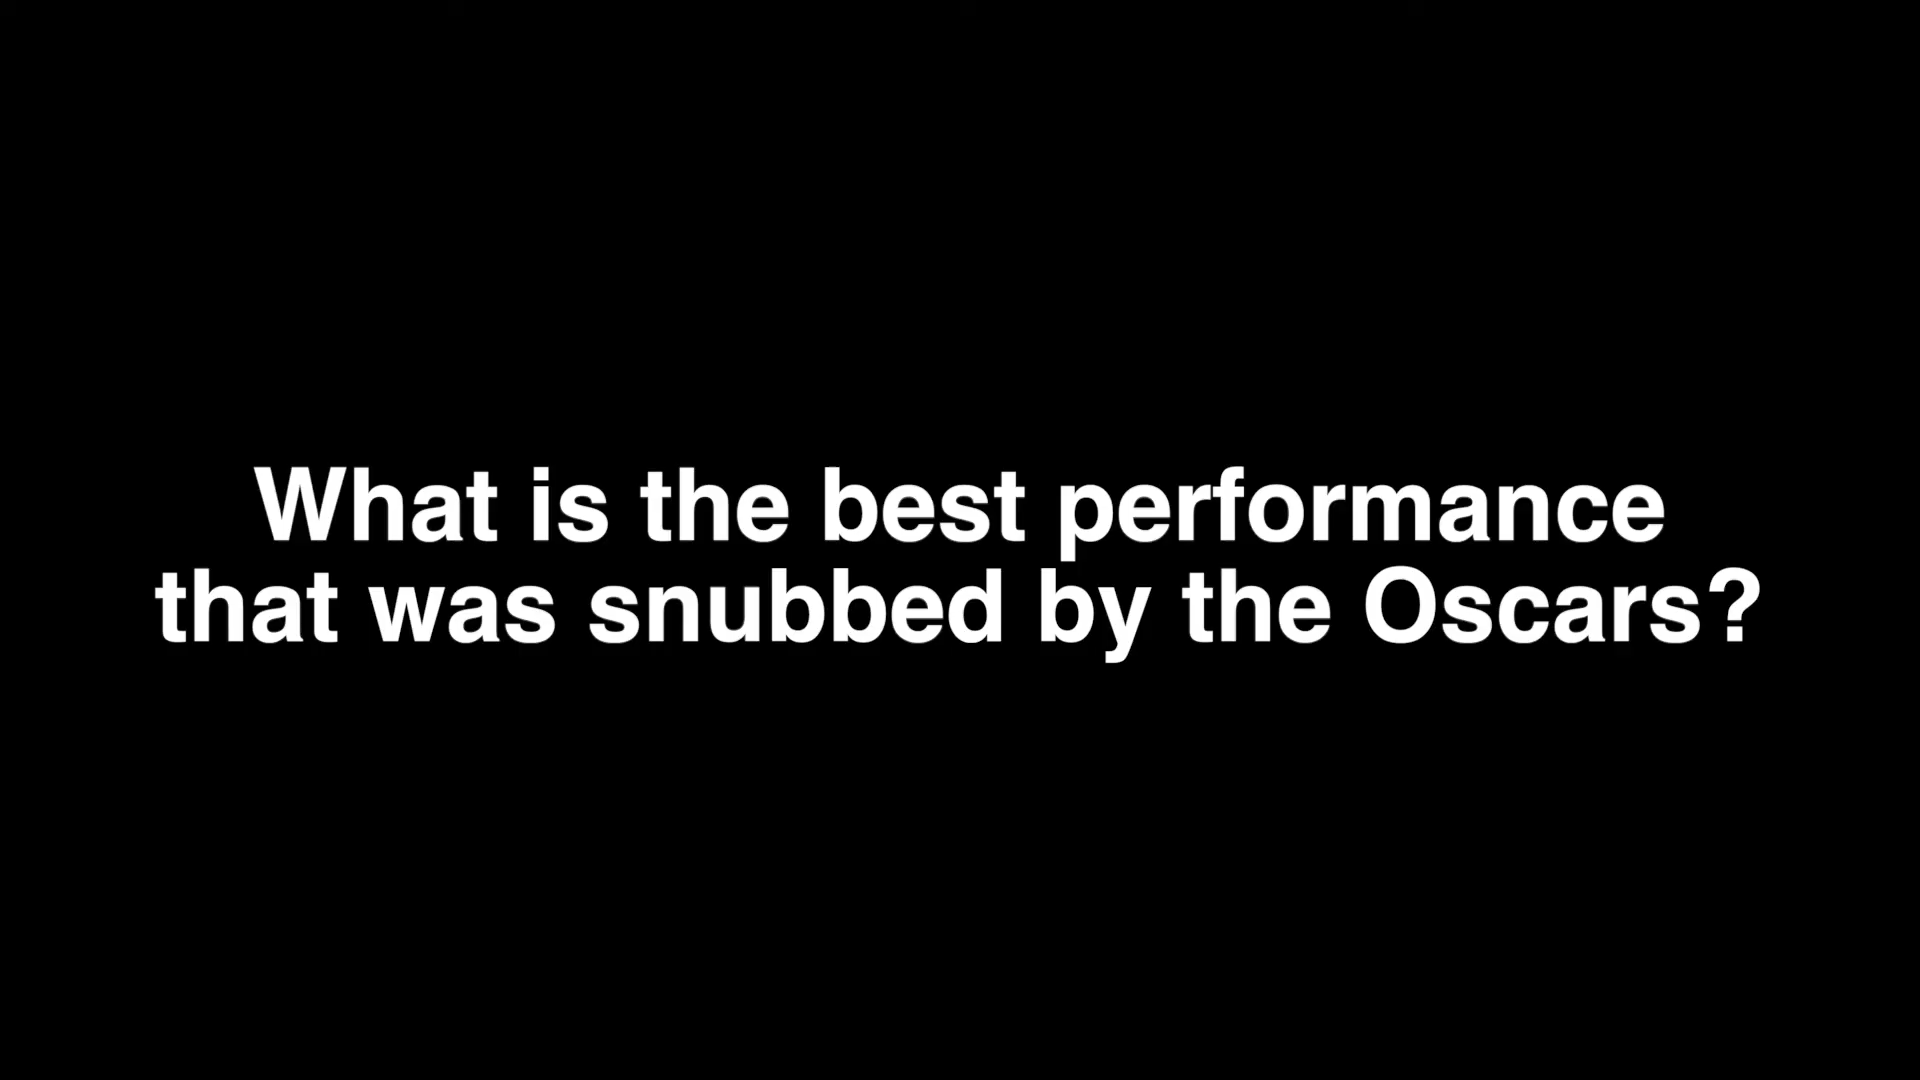 What is the best performance
that was snubbed by the Oscars?